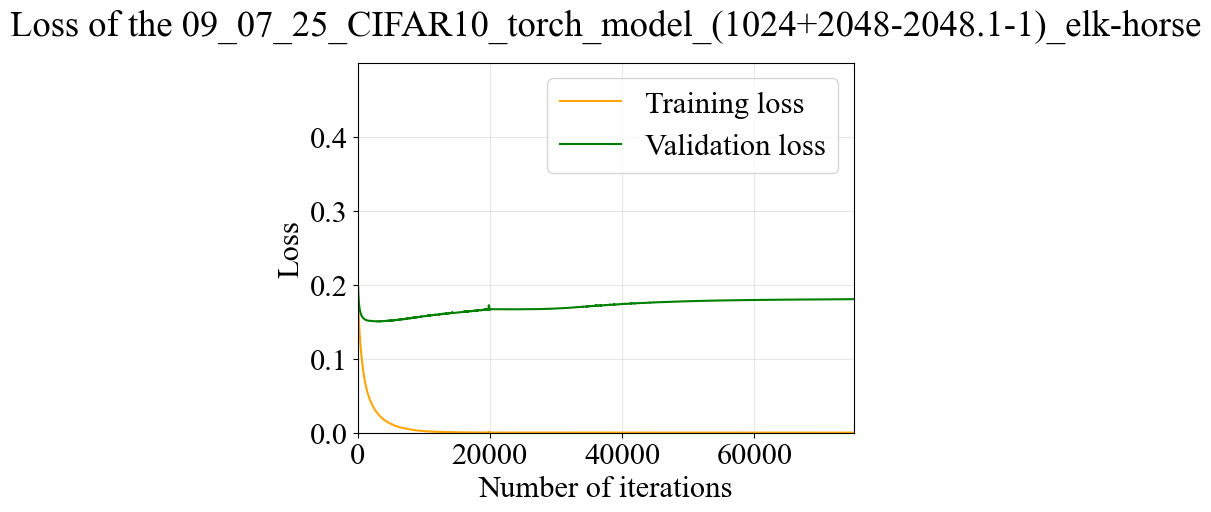 Loss of the 09_07_25_CIFAR10_torch_model_(1024+2048-2048.1-1)_elk-horse
Training loss
Validation loss
0.4
0.3
0.2
0.1
0.0
Loss
0
20000
40000
60000
Number of iterations